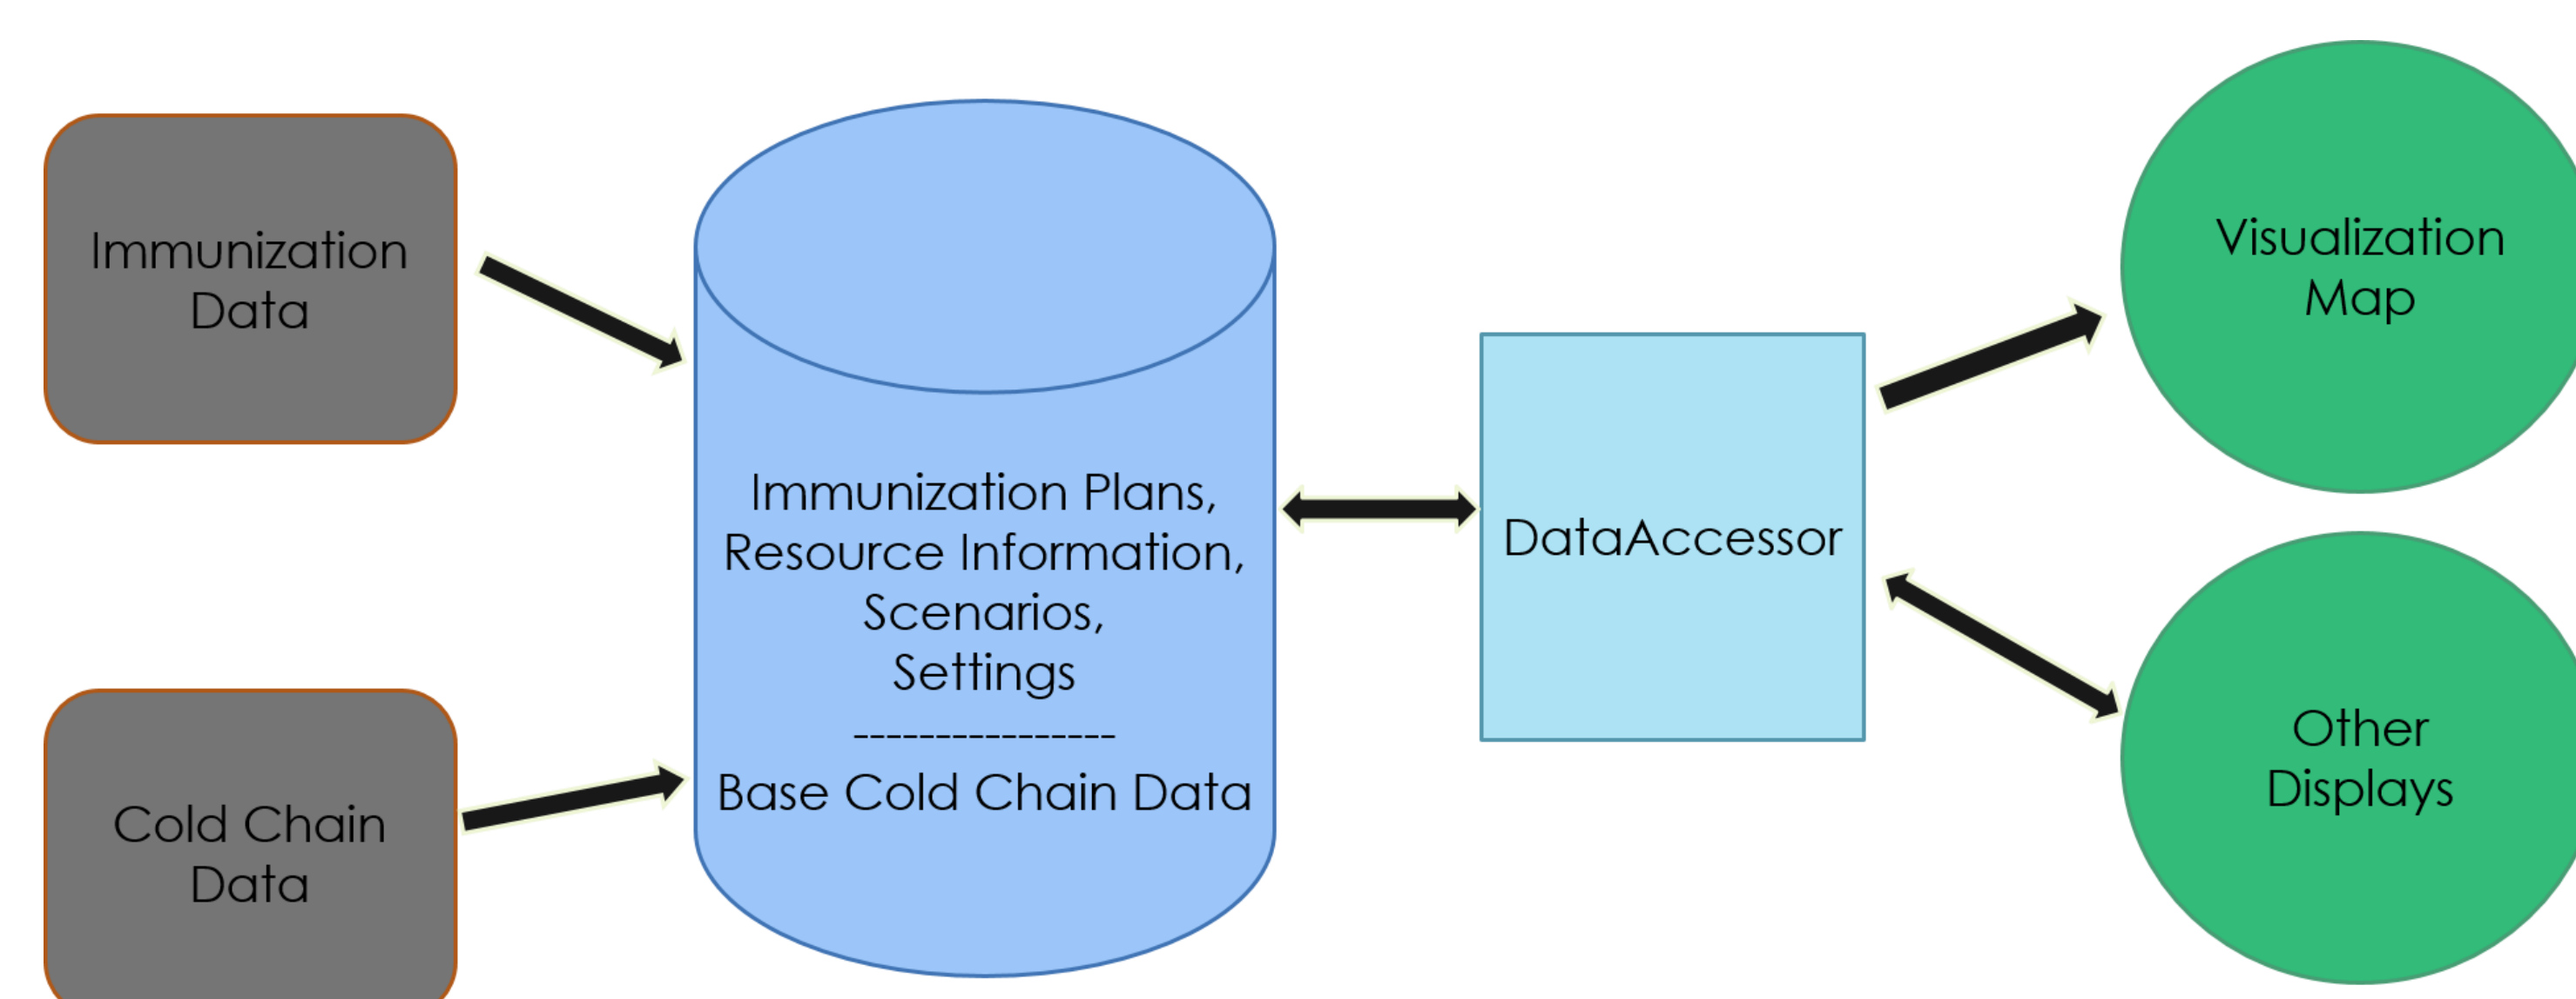 Immunization
Data
Cold Chain
Data
Immunization Plans,
Resource Information,
Scenarios,
Settings
----------------
Base Cold Chain Data
DataAccessor
Visualization
Map
Other
Displays